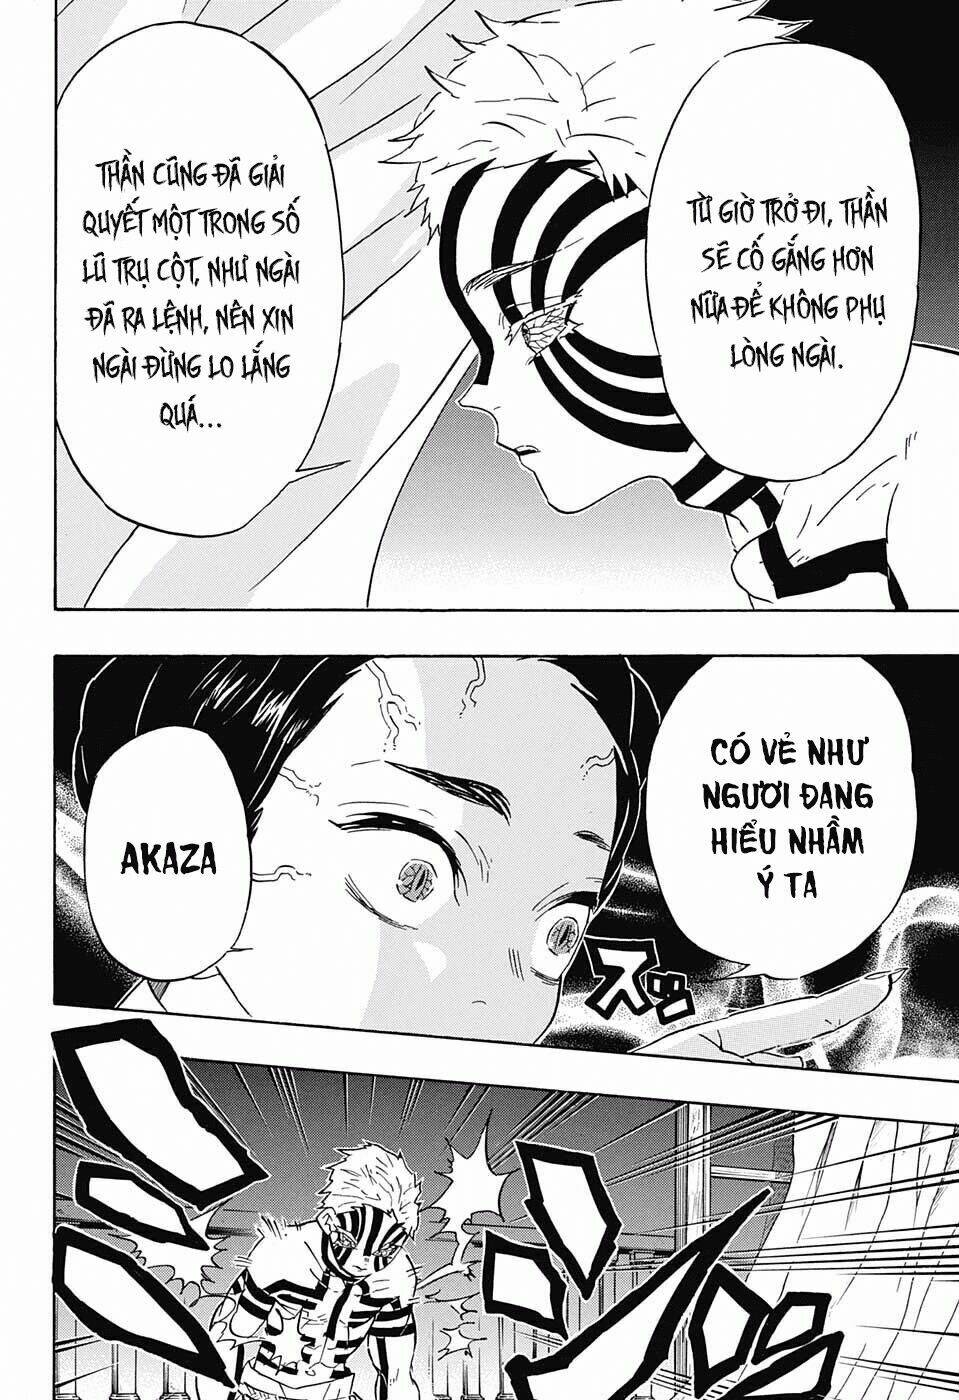 TỪ GIỜ TRỞ ĐI, THẦN
SẼ CỐ GẮNG HƠN
NỮA ĐỂ KHÔNG PHỤ
LÒNG NGÀI.
THẦN CŨNG ĐÃ GIẢI
QUYẾT MỘT TRONG SỐ
LŨ TRỤ CỘT, NHƯ NGÀI
ĐÃ RA LỆNH, NÊN XIN
NGÀI ĐỪNG LO LẮNG
QUÁ...
CÓ VẺ NHƯ
NGƯƠI ĐANG
HIỂU NHẦM
Ý TA
AKAZA
ス